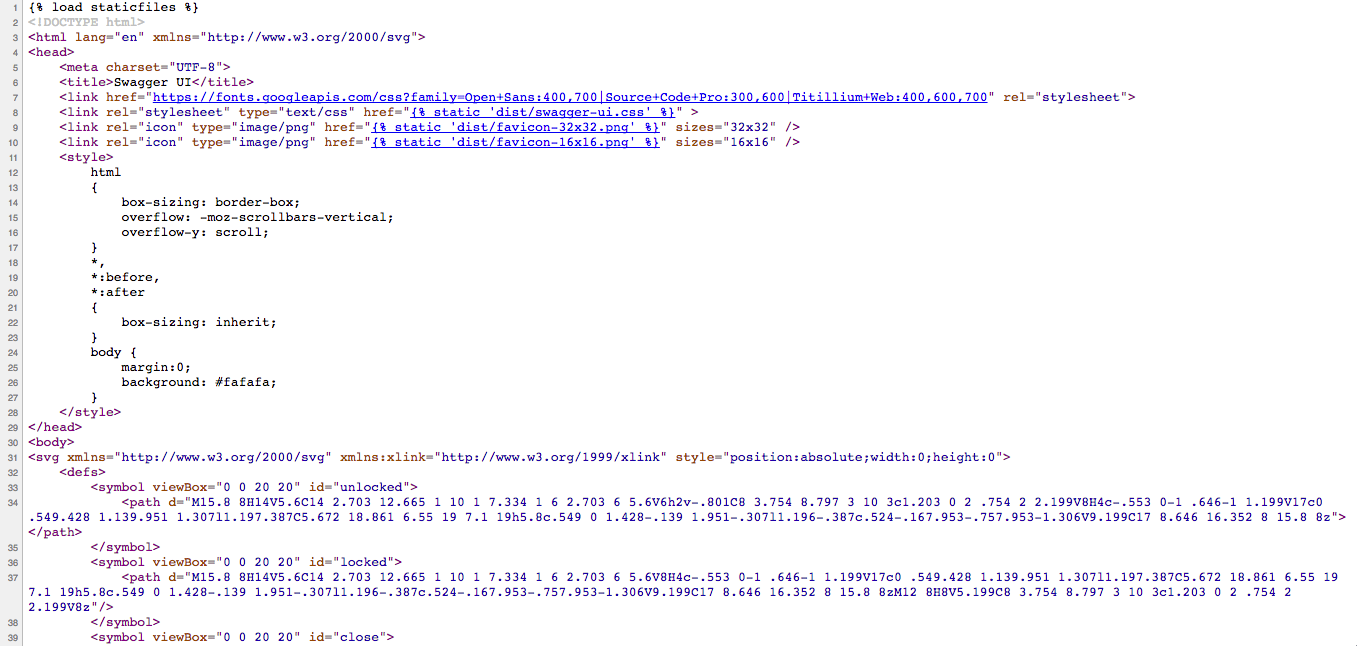 1 {% load staticfiles %}
2 <!DOCTYPE html>
3 <html lang="en" xmlns="http://www.w3.org/2000/svg">
4 <head>
5     <meta charset="UTF-8">
6     <title>Swagger UI</title>
7     <link href="https://fonts.googleapis.com/css?family=Open+Sans:400,700|Source+Code+Pro:300,600|Titillium+Web:400,600,700" rel="stylesheet">
8     <link rel="stylesheet" type="text/css" href="{% static 'dist/swagger-ui.css' %}" >
9     <link rel="icon" type="image/png" href="{% static 'dist/favicon-32x32.png' %}" sizes="32x32" />
10     <link rel="icon" type="image/png" href="{% static 'dist/favicon-16x16.png' %}" sizes="16x16" />
11     <style>
12         html
13         {
14             box-sizing: border-box;
15             overflow: -moz-scrollbars-vertical;
16             overflow-y: scroll;
17         }
18         *,
19         *:before,
20         *:after
21         {
22             box-sizing: inherit;
23         }
24         body {
25             margin:0;
26             background: #fafafa;
27         }
28     </style>
29 </head>
30 <body>
31 <svg xmlns="http://www.w3.org/2000/svg" xmlns:xlink="http://www.w3.org/1999/xlink" style="position:absolute;width:0;height:0">
32     <defs>
33         <symbol viewBox="0 0 20 20" id="unlocked">
34             <path d="M15.8 8H14V5.6C14 2.703 12.665 1 10 1 7.334 1 6 2.703 6 5.6V6h2v-.801C8 3.754 8.797 3 10 3c1.203 0 2 .754 2 2.199V8H4c-.553 0-1 .646-1 1.199V17c0
.549.428 1.139.951 1.307l1.197.387C5.672 18.861 6.55 19 7.1 19h5.8c.549 0 1.428-.139 1.951-.307l1.196-.387c.524-.167.953-.757.953-1.306V9.199C17 8.646 16.352 8 15.8 8z">
</path>
35         </symbol>
36         <symbol viewBox="0 0 20 20" id="locked">
37             <path d="M15.8 8H14V5.6C14 2.703 12.665 1 10 1 7.334 1 6 2.703 6 5.6V8H4c-.553 0-1 .646-1 1.199V17c0 .549.428 1.139.951 1.307l1.197.387C5.672 18.861 6.55 19
7.1 19h5.8c.549 0 1.428-.139 1.951-.307l1.196-.387c.524-.167.953-.757.953-1.306V9.199C17 8.646 16.352 8 15.8 8zM12 8H8V5.199C8 3.754 8.797 3 10 3c1.203 0 2 .754 2
2.199V8z"/>
38         </symbol>
39         <symbol viewBox="0 0 20 20" id="close">